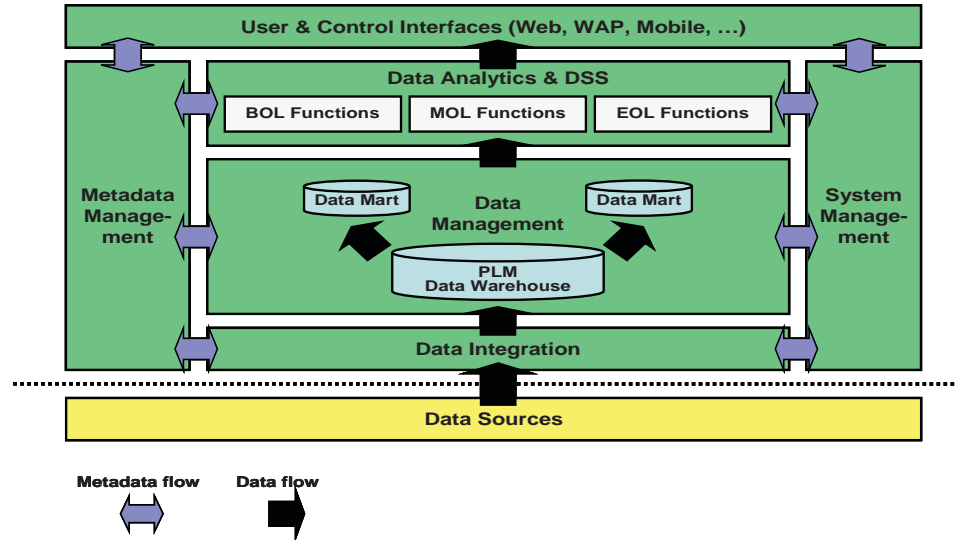 User & Control Interfaces (Web, WAP, Mobile, ...)
Data Analytics & DSS
BOL Functions
MOL Functions
EOL Functions
Metadata
Manage-
ment
Data Mart
Data
Management
Data Mart
System
Manage-
ment
PLM
Data Warehouse
Data Integration
Data Sources
Metadata flow
Data flow